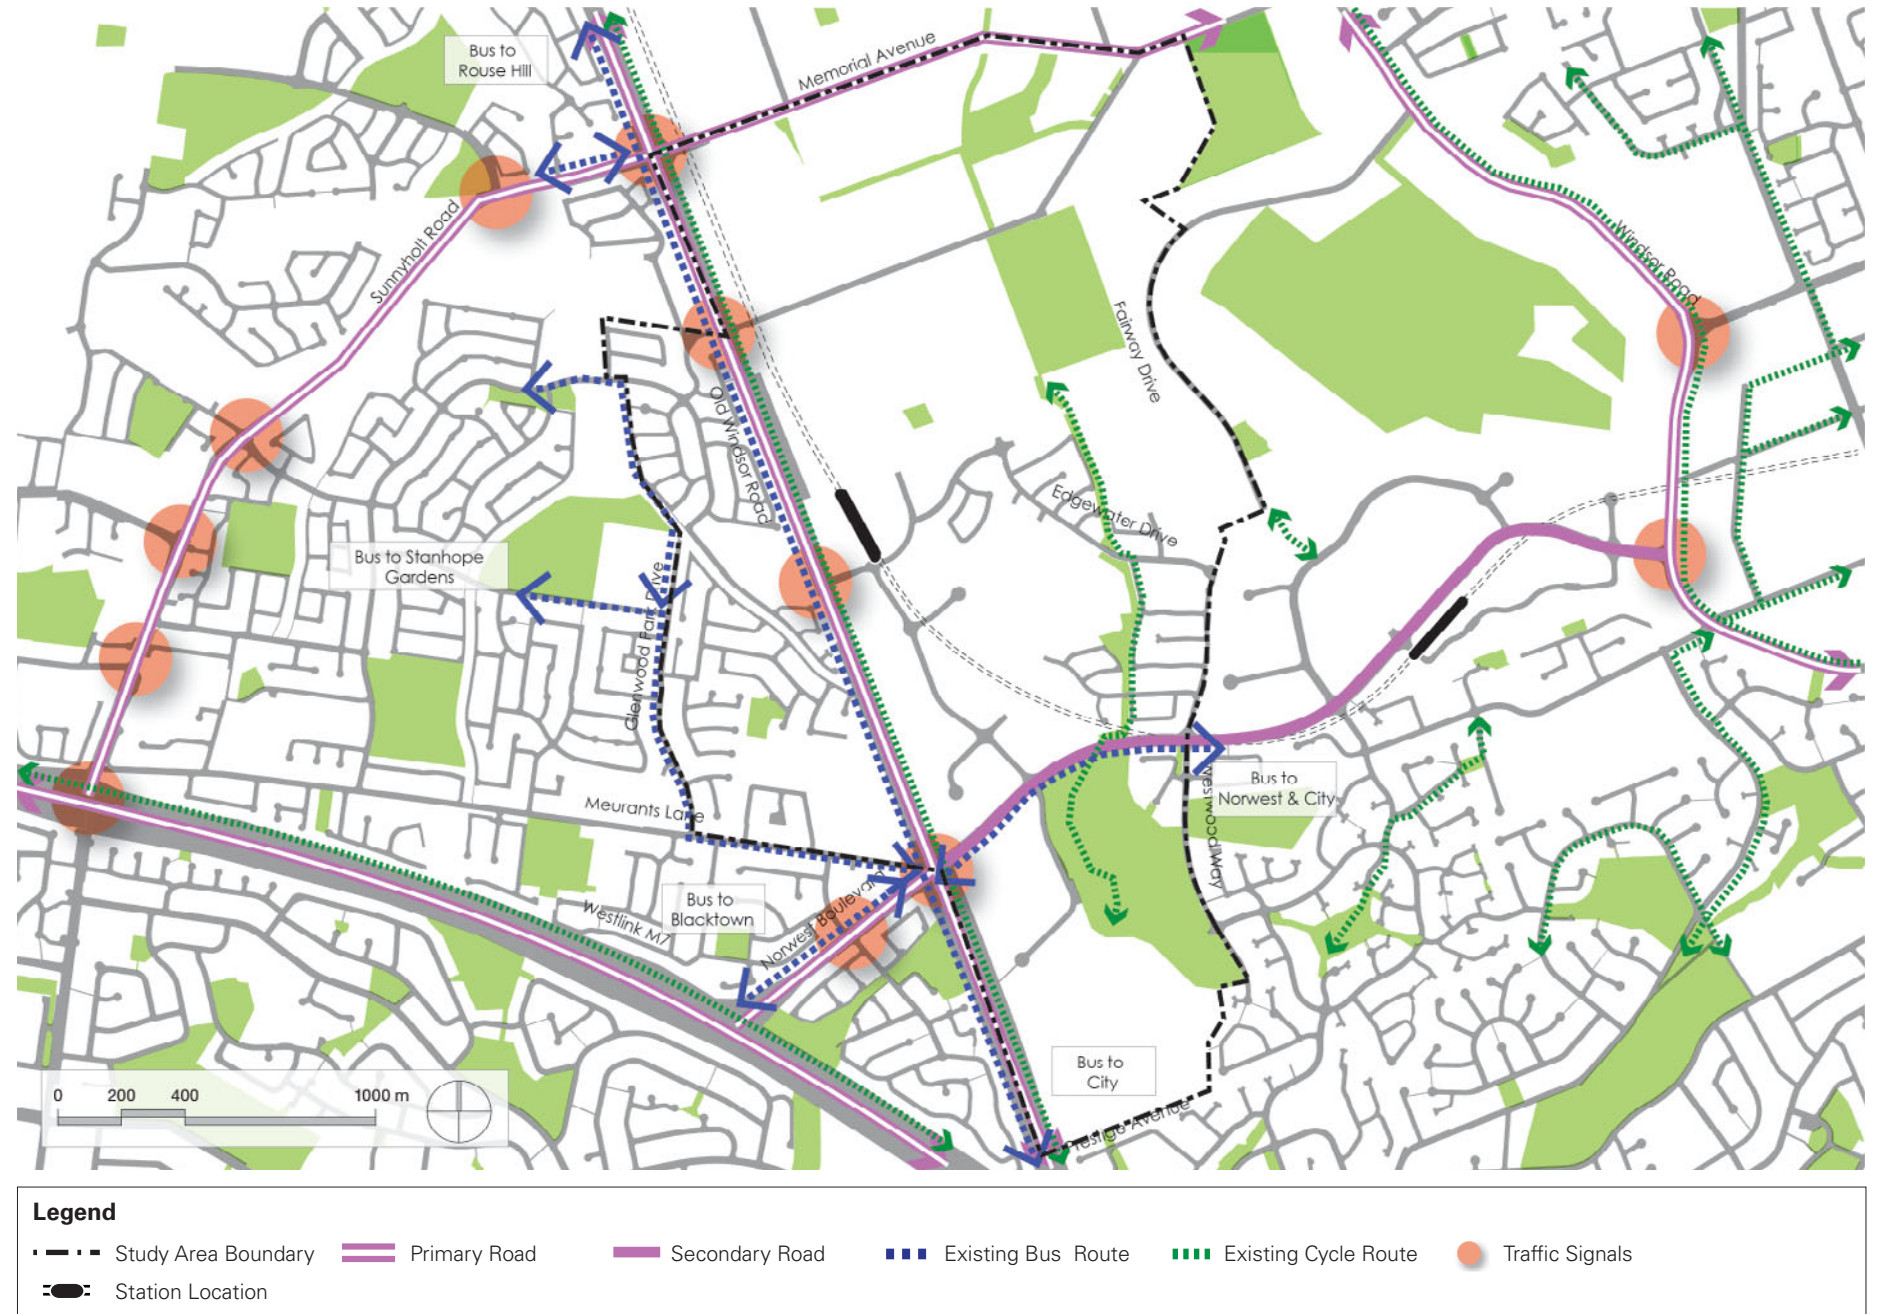 Bus to
Rouse Hill
Memorial Avenue
Sunnyholt Road
Windsor Road
Fairway Drive
Old Windsor Road
Edgewater Drive
Bus to Stanhope
Gardens
Glenwood Park Drive
Meurants Lane
Bus to
Norwest & City
Westwood Way
Bus to
Blacktown
Norwest Boulevard
Westlink M7
Bus to
City
Prestige Avenue
0 200 400 1000 m
Legend
Study Area Boundary Primary Road Secondary Road Existing Bus Route Existing Cycle Route Traffic Signals
Station Location